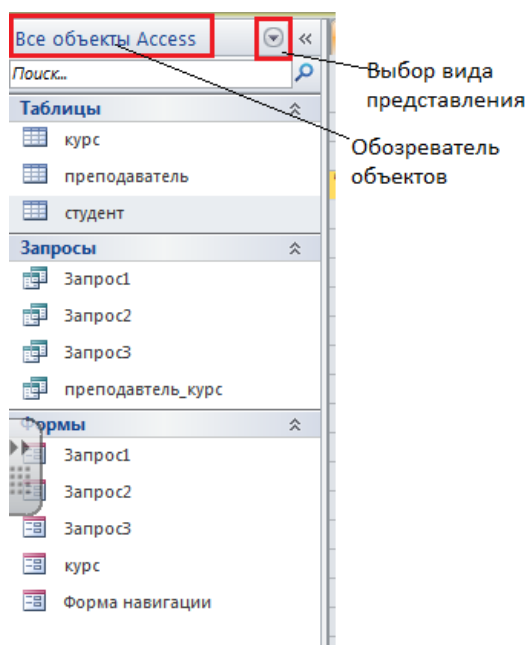 Все объекты Access
Поиск...
Выбор вида
представления
Обозреватель
объектов
Таблицы
курс
преподаватель
студент
Запросы
Запрос1
Запрос2
Запрос3
преподавтель_курс
Формы
Запрос1
Запрос2
Запрос3
курс
Форма навигации